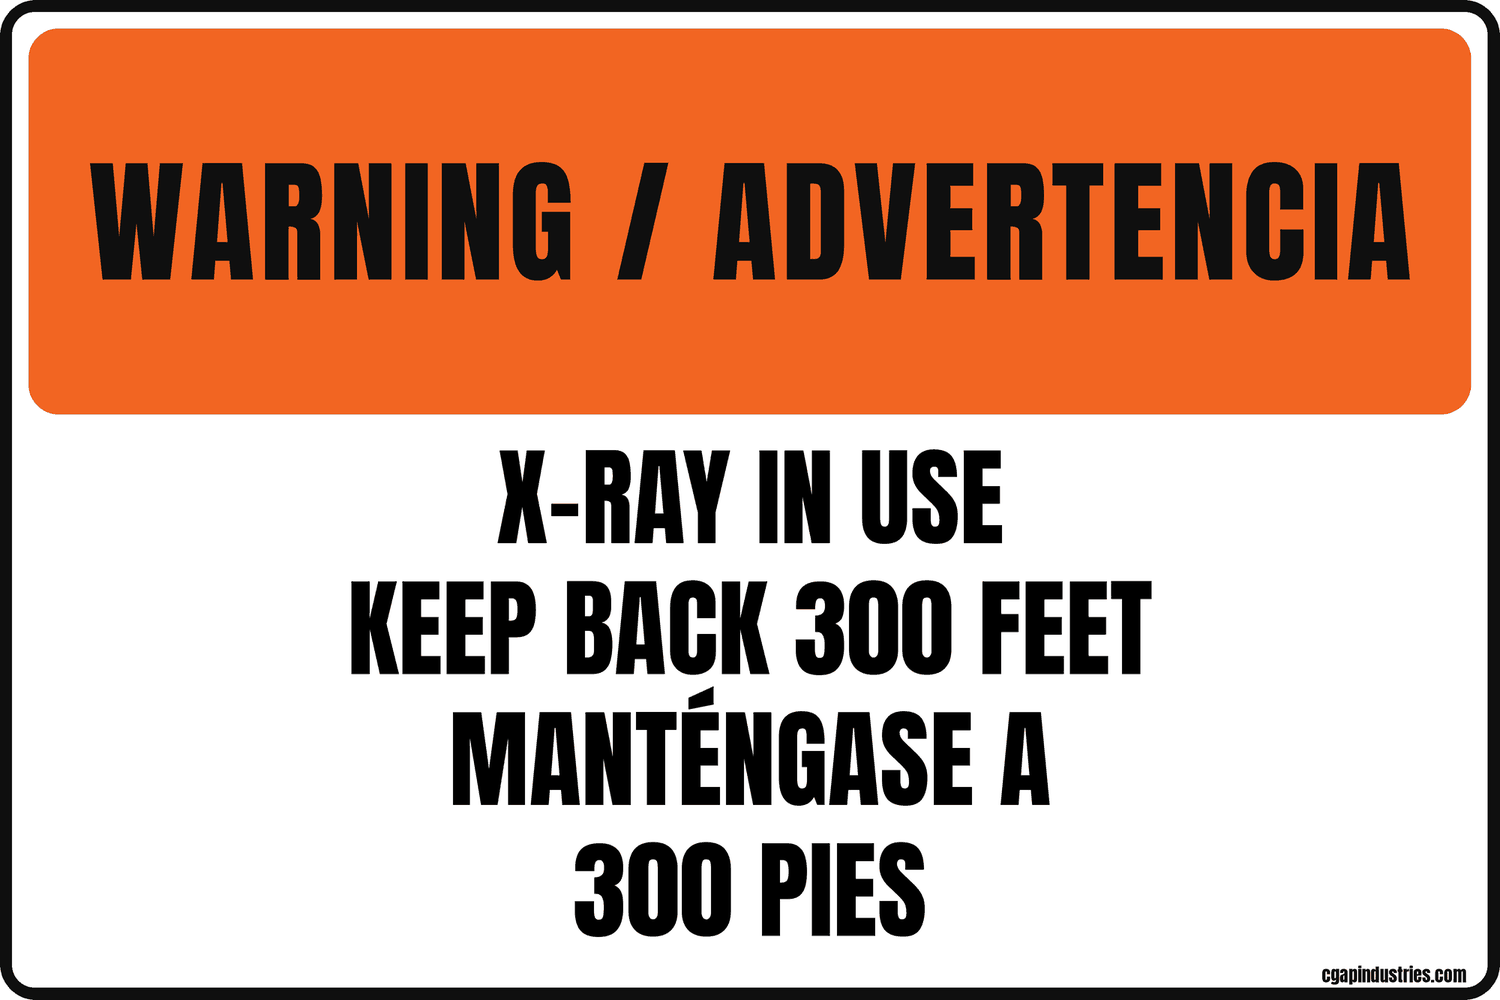 WARNING / ADVERTENCIA
X-RAY IN USE
KEEP BACK 300 FEET
MANTÉNGASE A
300 PIES
cgapindustries.com